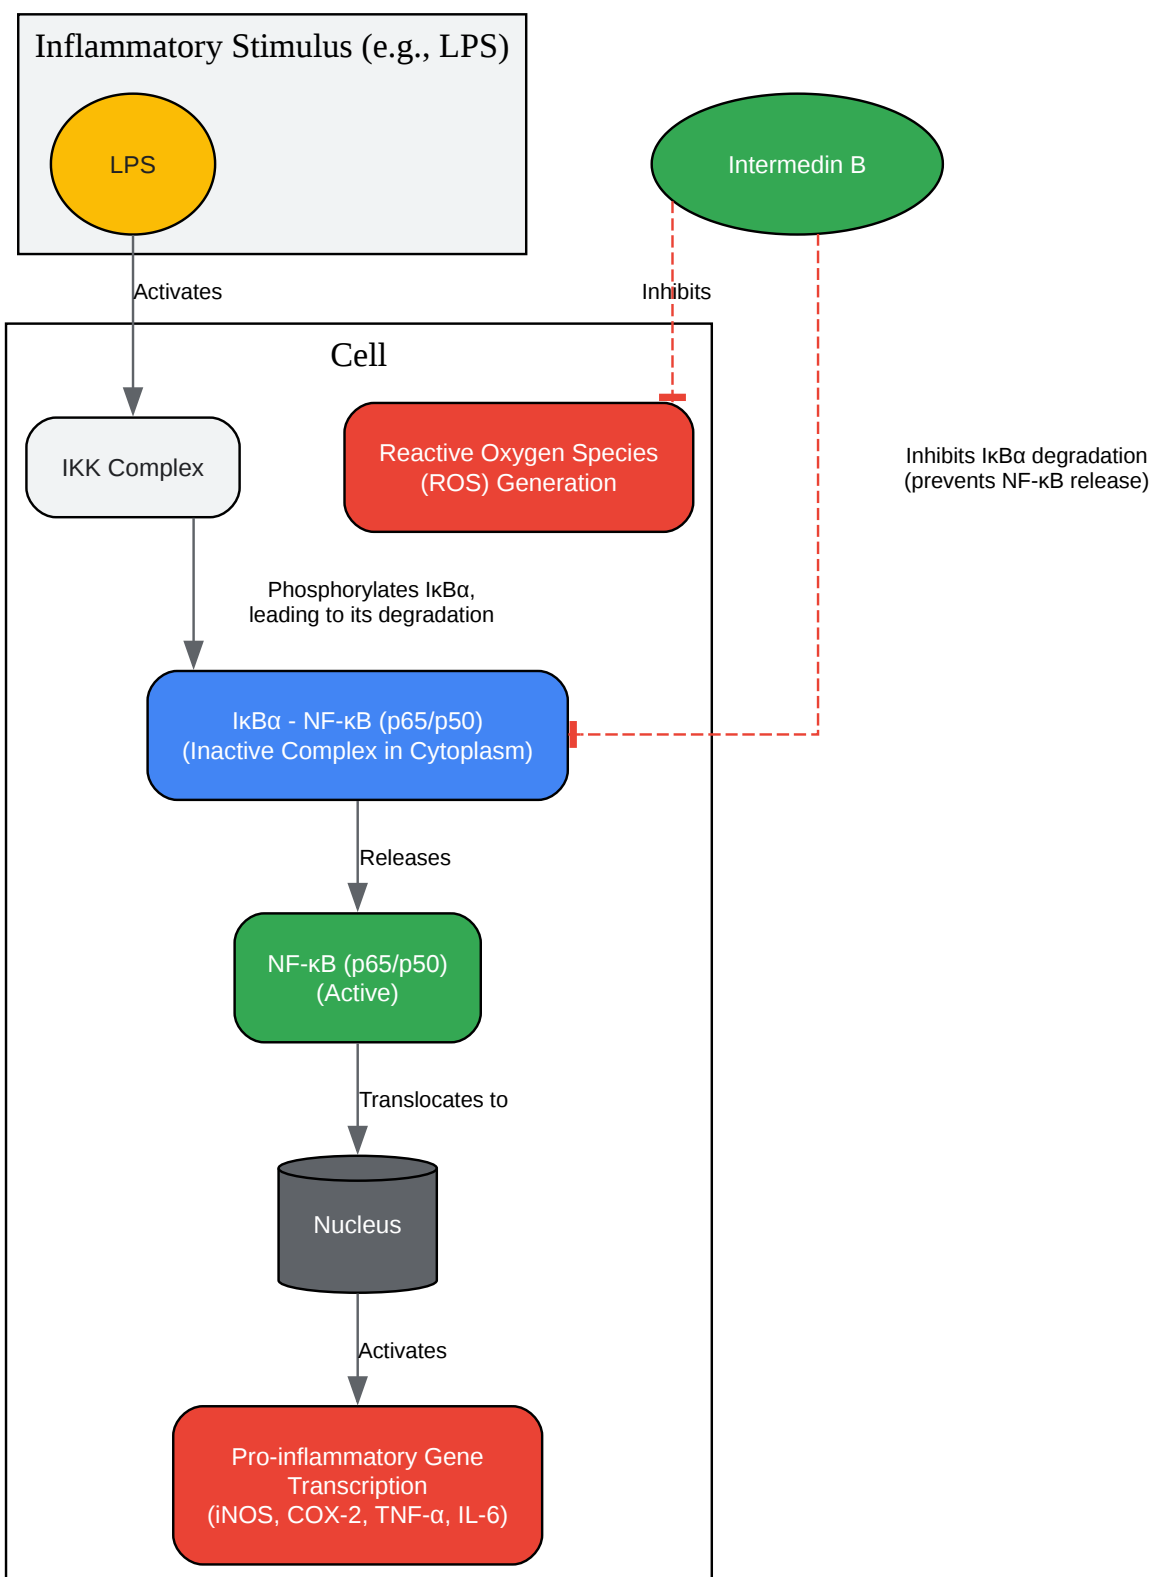 Inflammatory Stimulus (e.g., LPS)
LPS
Intermedin B
Activates
Inhibits
Cell
IKK Complex
Reactive Oxygen Species
(ROS) Generation
Inhibits IκBα degradation
(prevents NF-κB release)
Phosphorylates IκBα,
leading to its degradation
IκBα - NF-κB (p65/p50)
(Inactive Complex in Cytoplasm)
Releases
NF-κB (p65/p50)
(Active)
Translocates to
Nucleus
Activates
Pro-inflammatory Gene
Transcription
(iNOS, COX-2, TNF-α, IL-6)